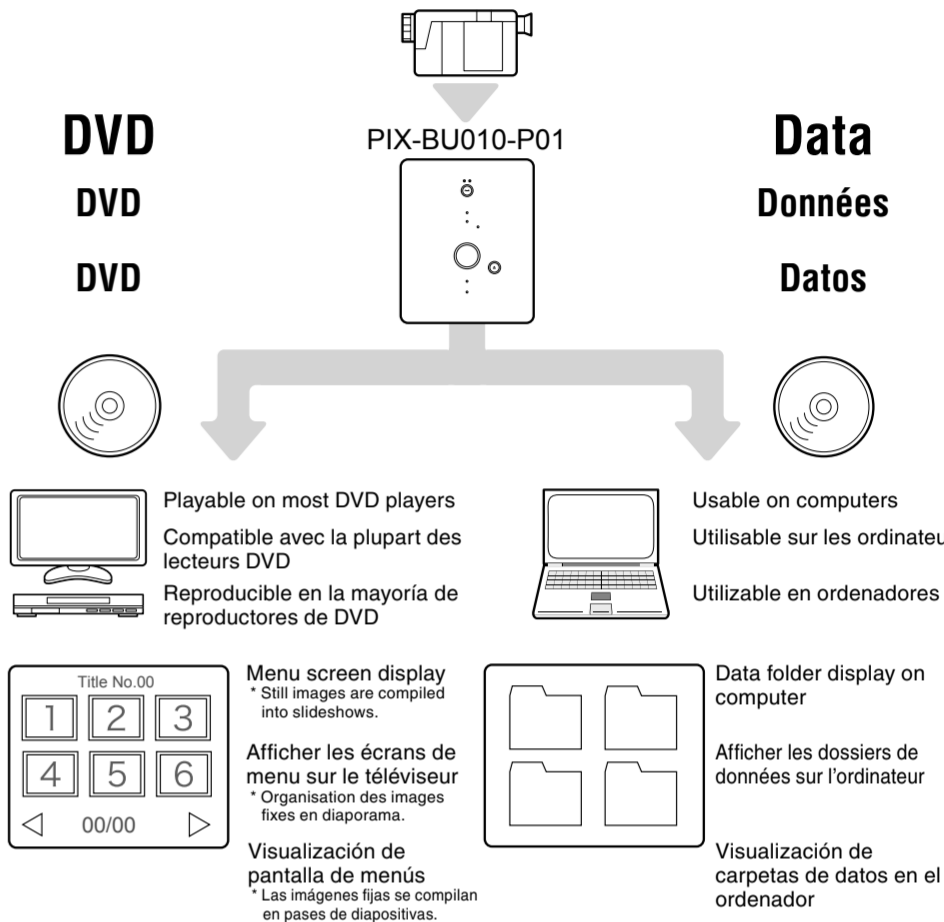 PIX-BU010-P01
DVD
DVD
DVD
Data
Données
Datos
Playable on most DVD players
Compatible avec la plupart des
lecteurs DVD
Reproducible en la mayoría de
reproductores de DVD
Usable on computers
Utilisable sur les
Utilizable en ordenadores
Title No.00
1 2 3
4 5 6
00/00
Menu screen display
* Still images are compiled
into slideshows.
Afficher les écrans de
menu sur le téléviseur
* Organisation des images
fixes en diaporama.
Visualización de
pantalla de menús
* Las imágenes fijas se compilan
en pases de diapositivas.
Data folder display on
computer
Afficher les dossiers de
données sur l'ordinateur
Visualización de
carpetas de datos en el
ordenador